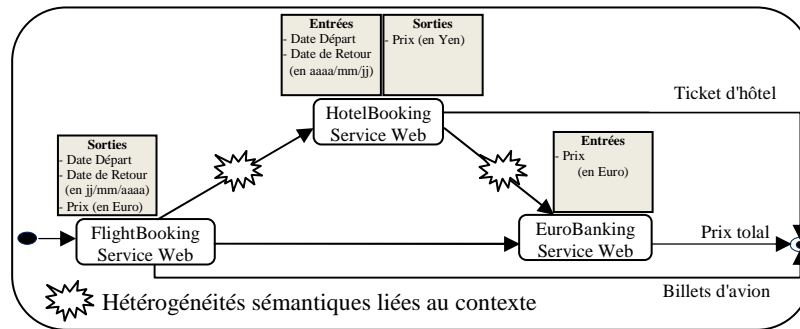 Entrées
- Date Départ
- Date de Retour
(en aaaa/mm/jj)
Sorties
- Prix (en Yen)
HotelBooking
Service Web
Ticket d'hôtel
Sorties
- Date Départ
- Date de Retour
(en jj/mm/aaaa)
- Prix (en Euro)
Entrées
- Prix
(en Euro)
FlightBooking
Service Web
EuroBanking
Service Web
Prix tolal
Billets d'avion
Hétérogénéités sémantiques liées au contexte